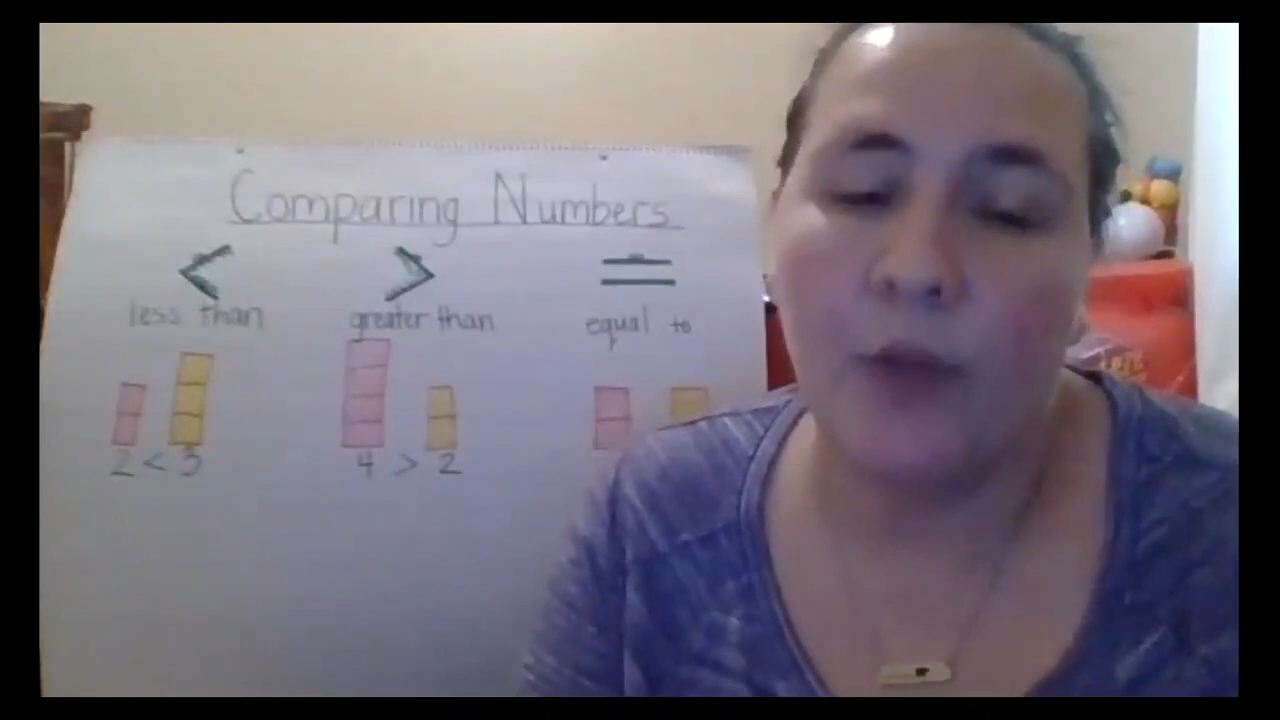 Comparing Numbers
< > =
less than greater than equal to
2 < 3 4 > 2